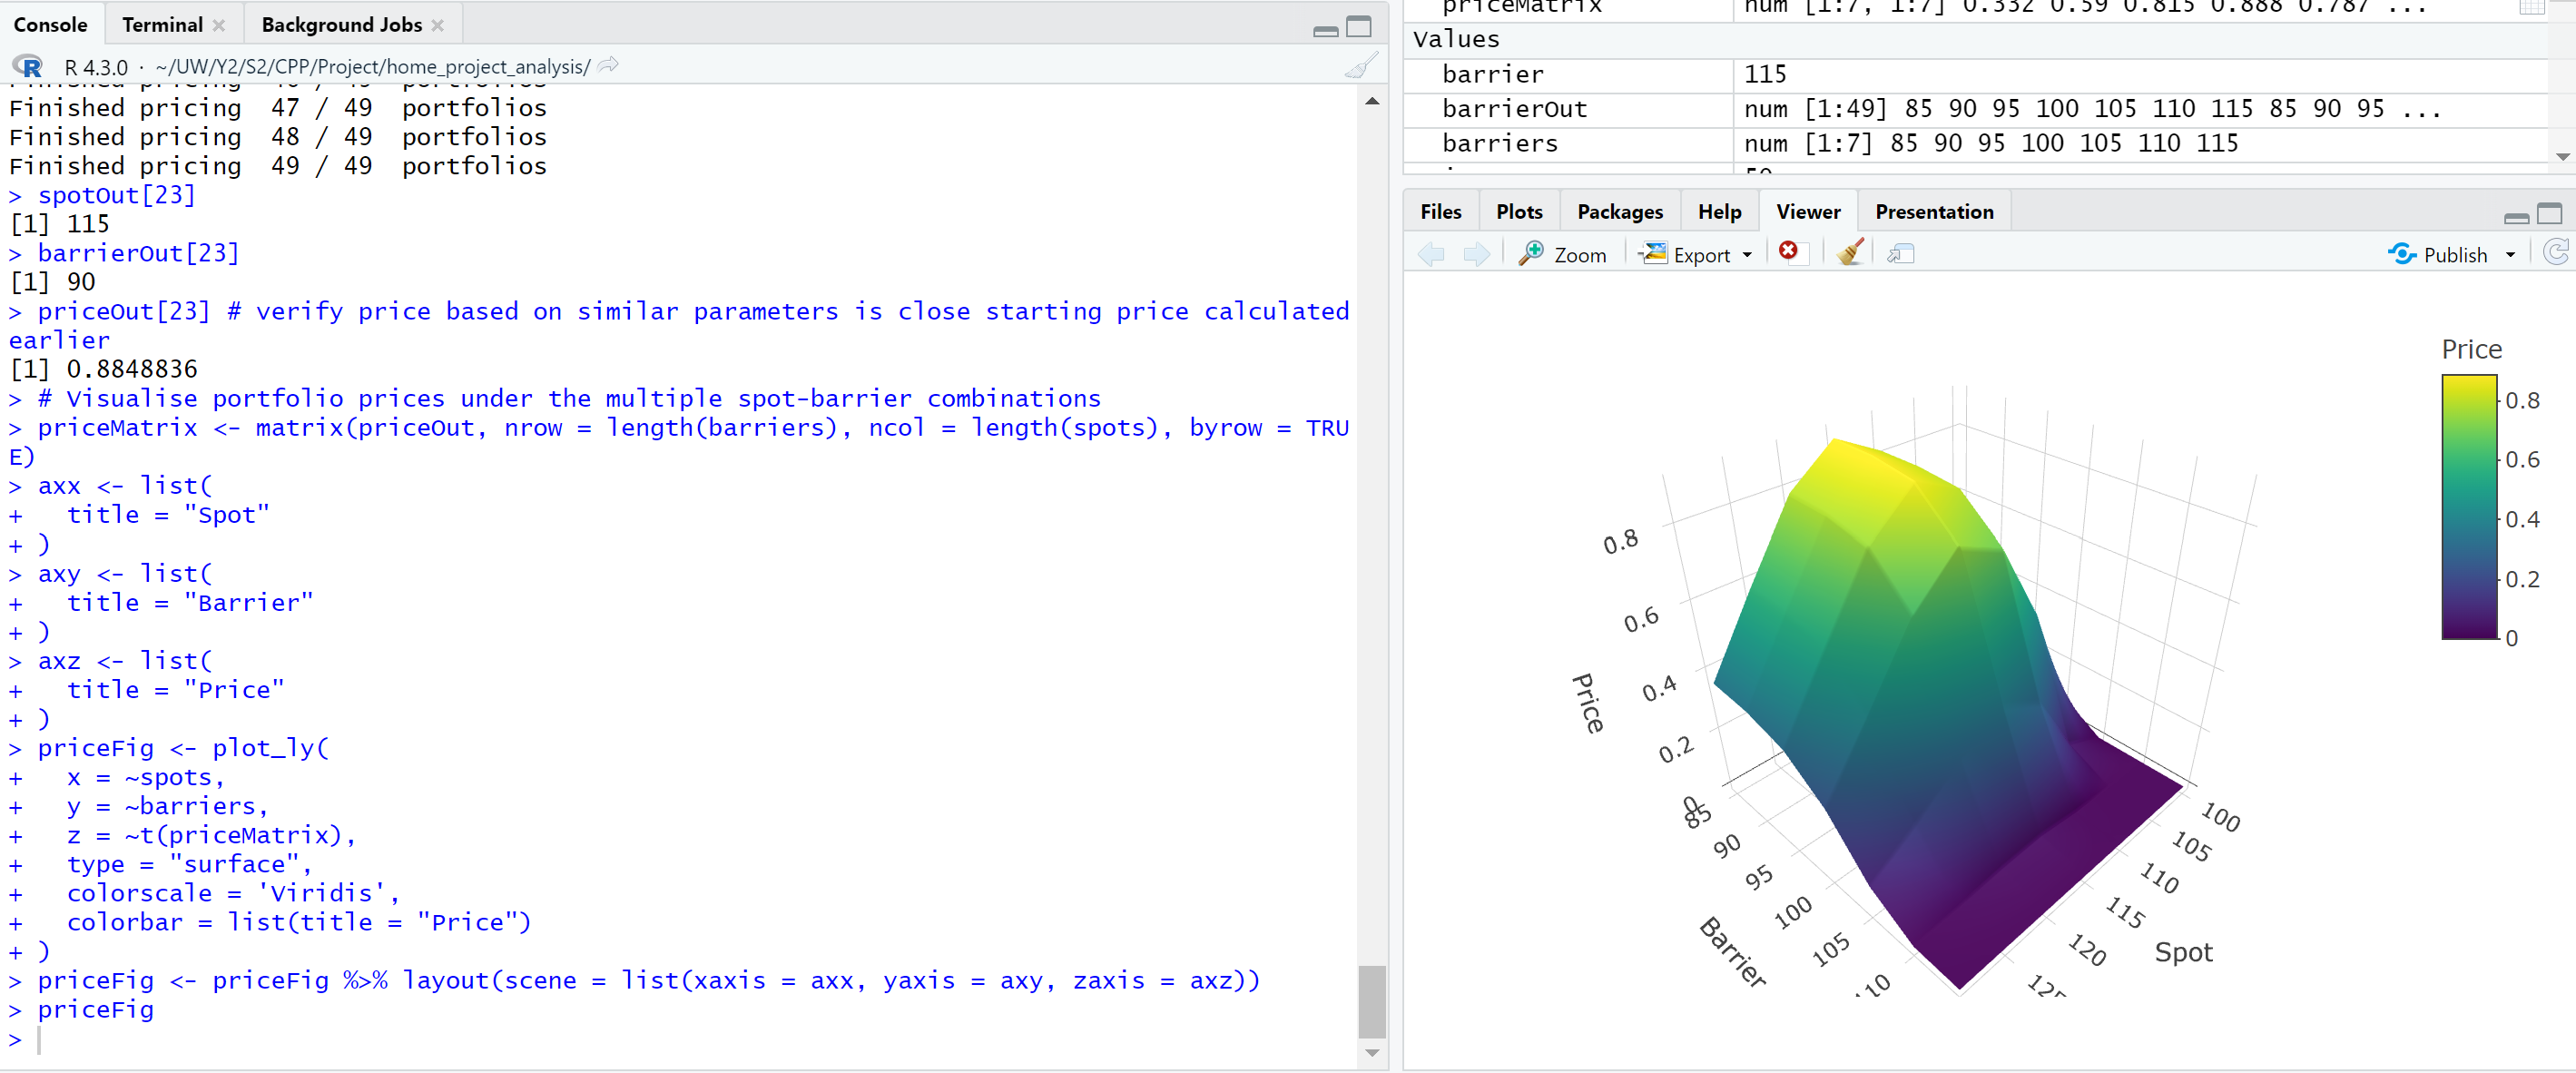 Console Terminal Background Jobs
R 4.3.0 · ~/UW/Y2/S2/CPP/Project/home_project_analysis/
Finished pricing 47 / 49 portfolios
Finished pricing 48 / 49 portfolios
Finished pricing 49 / 49 portfolios
> spotOut[23]
[1] 115
> barrierOut[23]
[1] 90
> priceOut[23] # verify price based on similar parameters is close starting price calculated
earlier
[1] 0.8848836
> # Visualise portfolio prices under the multiple spot-barrier combinations
> priceMatrix <- matrix(priceOut, nrow = length(barriers), ncol = length(spots), byrow = TRU
E)
> axx <- list(
+   title = "Spot"
+ )
> axy <- list(
+   title = "Barrier"
+ )
> axz <- list(
+   title = "Price"
+ )
> priceFig <- plot_ly(
+   x = ~spots,
+   y = ~barriers,
+   z = ~t(priceMatrix),
+   type = "surface",
+   colorscale = 'Viridis',
+   colorbar = list(title = "Price")
+ )
> priceFig <- priceFig %>% layout(scene = list(xaxis = axx, yaxis = axy, zaxis = axz))
> priceFig
>
priceMatrix num [1:7, 1:7] 0.332 0.59 0.815 0.888 0.787 ...
Values
barrier 115
barrierOut num [1:49] 85 90 95 100 105 110 115 85 90 95 ...
barriers num [1:7] 85 90 95 100 105 110 115
Files Plots Packages Help Viewer Presentation
Zoom Export Publish
Price
0.8
0.6
0.4
0.2
0
0.8
0.6
0.4
0.2
0
Price
85
90
95
100
105
110
Barrier
100
105
110
115
120
125
Spot